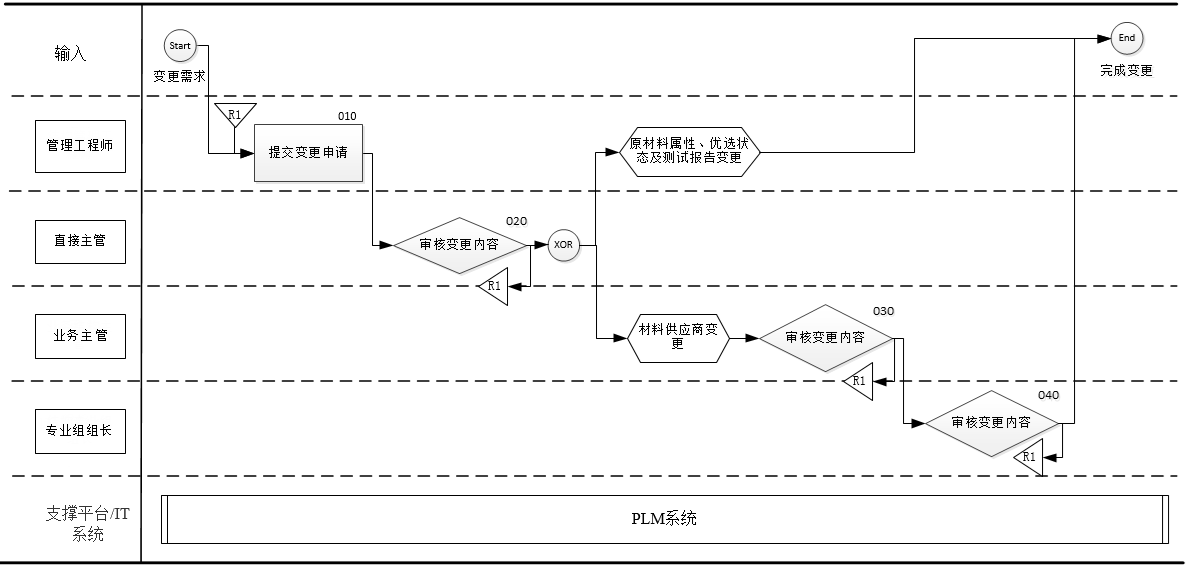 输入
Start
变更需求
End
完成变更
管理工程师
R1
010
提交变更申请
原材料属性、优选状
态及测试报告变更
直接主管
020
审核变更内容
XOR
R1
业务主管
材料供应商变
更
030
审核变更内容
R1
专业组组长
040
审核变更内容
R1
支撑平台/IT
系统
PLM系统